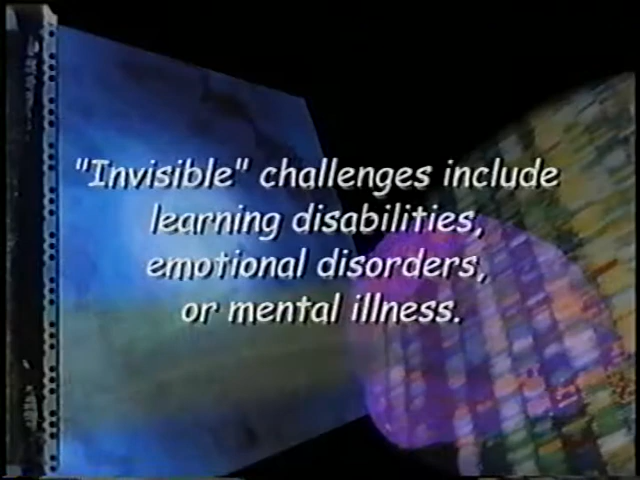 "Invisible" challenges include
learning disabilities,
emotional disorders,
or mental illness.